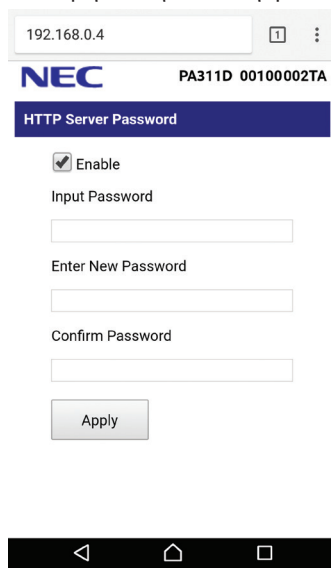 192.168.0.4 1
NEC PA311D 00100002TA
HTTP Server Password
Enable
Input Password
Enter New Password
Confirm Password
Apply